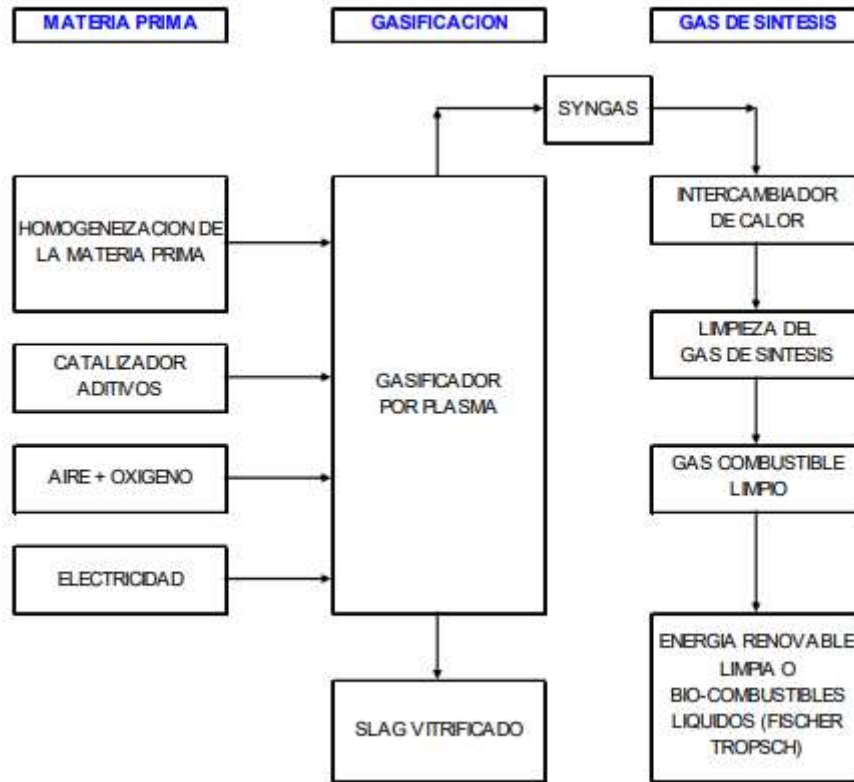 MATERIA PRIMA
GASIFICACION
GAS DE SINTESIS
SYNGAS
HOMOGENEIZACION DE
LA MATERIA PRIMA
CATALIZADOR
ADITIVOS
AIRE + OXIGENO
ELECTRICIDAD
GASIFICADOR
POR PLASMA
SLAG VITRIFICADO
INTERCAMBIADOR
DE CALOR
LIMPIEZA DEL
GAS DE SINTESIS
GAS COMBUSTIBLE
LIMPIO
ENERGIA RENOVABLE
LIMPIA O
BIO-COMBUSTIBLES
LIQUIDOS (FISCHER
TROPSCH)